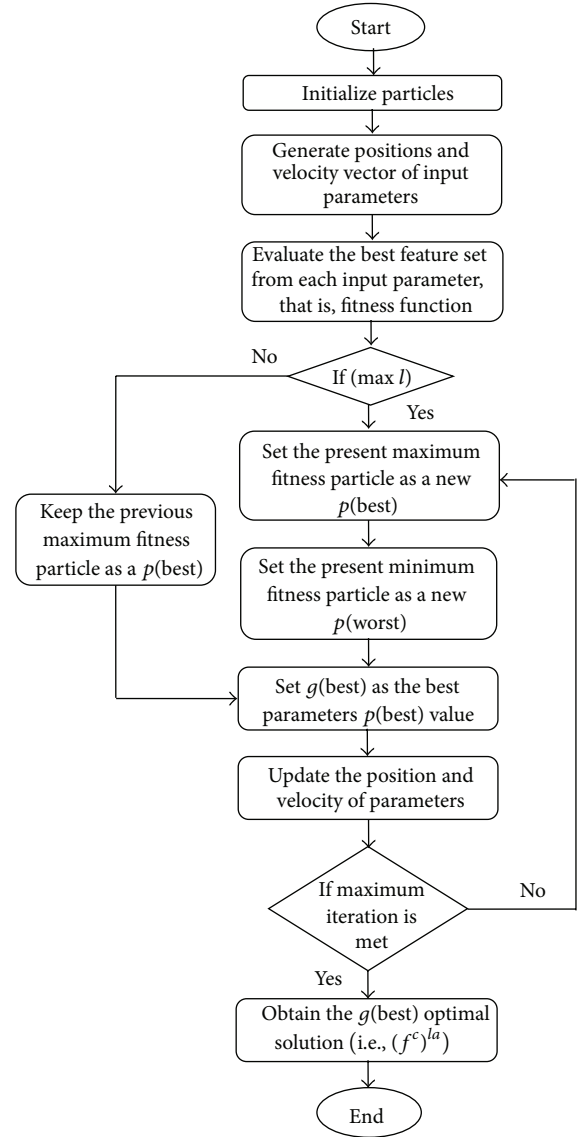 Start
Initialize particles
Generate positions and
velocity vector of input
parameters
Evaluate the best feature set
from each input parameter,
that is, fitness function
No
If (max l)
Yes
Set the present maximum
fitness particle as a new
p(best)
Keep the previous
maximum fitness
particle as a p(best)
Set the present minimum
fitness particle as a new
p(worst)
Set g(best) as the best
parameters p(best) value
Update the position and
velocity of parameters
If maximum
iteration is
met
No
Yes
Obtain the g(best) optimal
solution (i.e., (f^c)^{la})
End